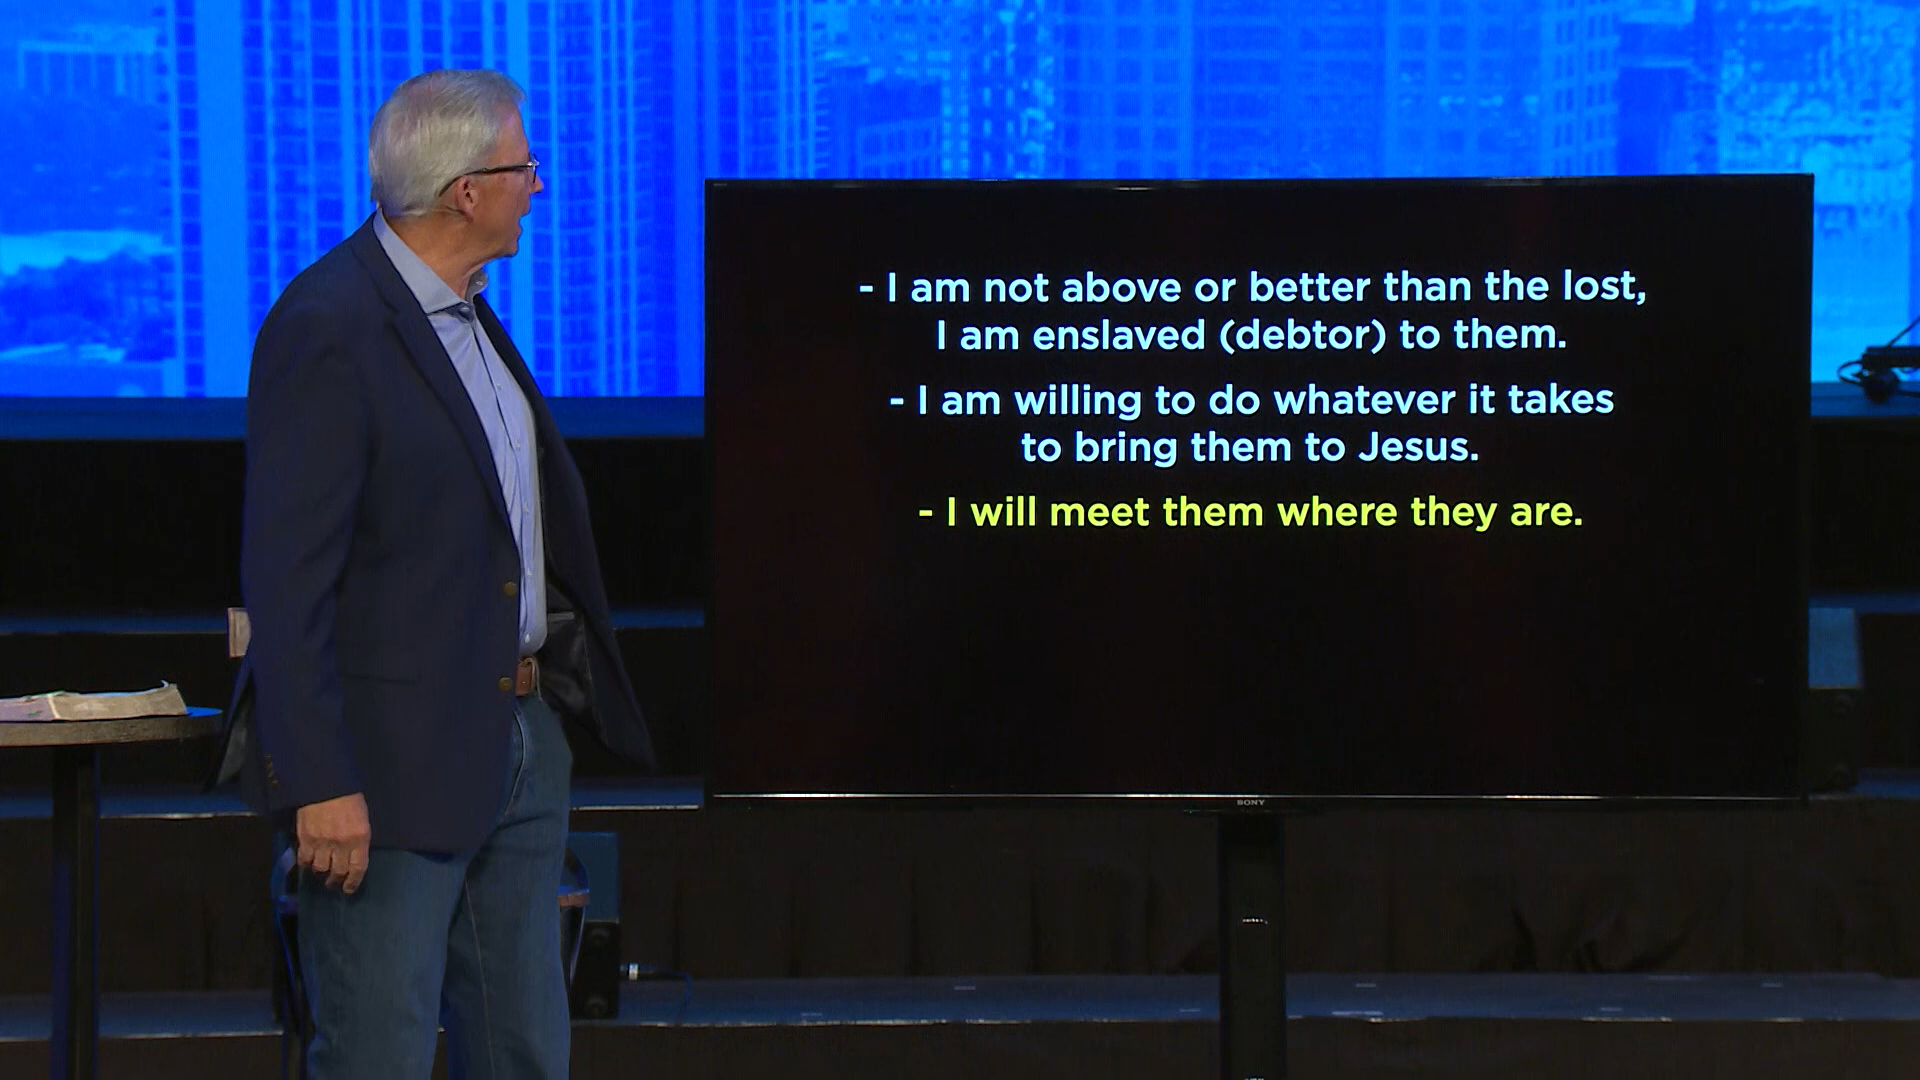 - I am not above or better than the lost,
I am enslaved (debtor) to them.
- I am willing to do whatever it takes
to bring them to Jesus.
- I will meet them where they are.
SONY